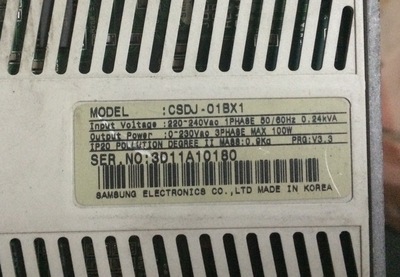 MODEL :CSDJ-01BX1
Input Voltage :220~240Vac 1PHASE 50/60Hz 0.24kVA
Output Power :0~230Vac 3PHASE MAX 100W
IP20 POLLUTION DEGREE II MASS:0.9Kg PRG:V3.3
SER.NO:3D11A10180
SAMSUNG ELECTRONICS CO.,LTD MADE IN KOREA